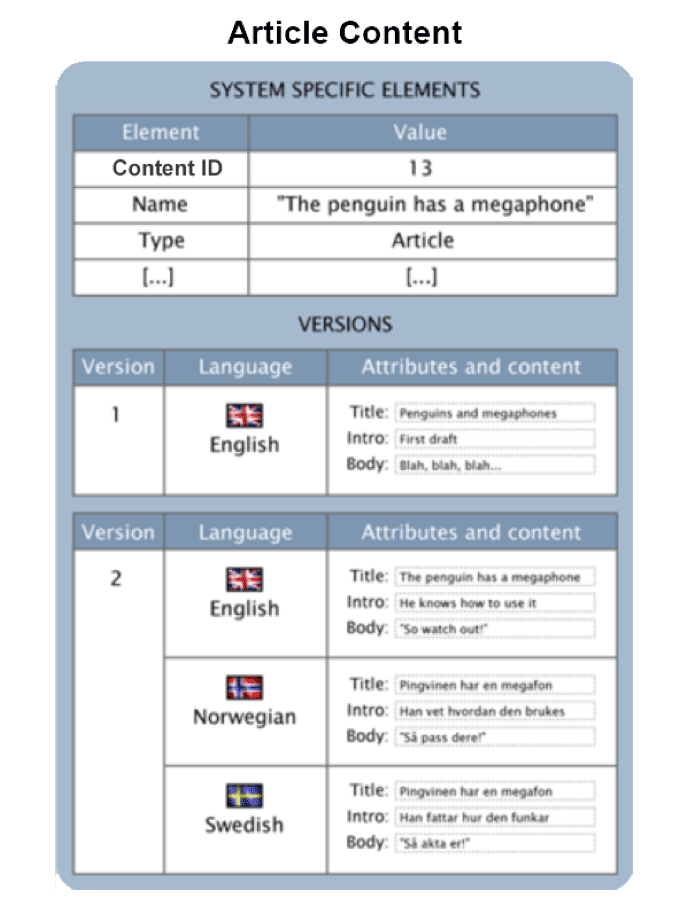 Article Content
SYSTEM SPECIFIC ELEMENTS
Element Value
Content ID 13
Name "The penguin has a megaphone"
Type Article
[...] [...]
VERSIONS
Version Language Attributes and content
1 English
Title: Penguins and megaphones
Intro: First draft
Body: Blah, blah, blah...
Version Language Attributes and content
2 English
Title: The penguin has a megaphone
Intro: He knows how to use it
Body: "So watch out!"
Norwegian
Title: Pingvinen har en megafon
Intro: Han vet hvordan den brukes
Body: "Så pass dere!"
Swedish
Title: Pingvinen har en megafon
Intro: Han fattar hur den funkar
Body: "Så akta er!"